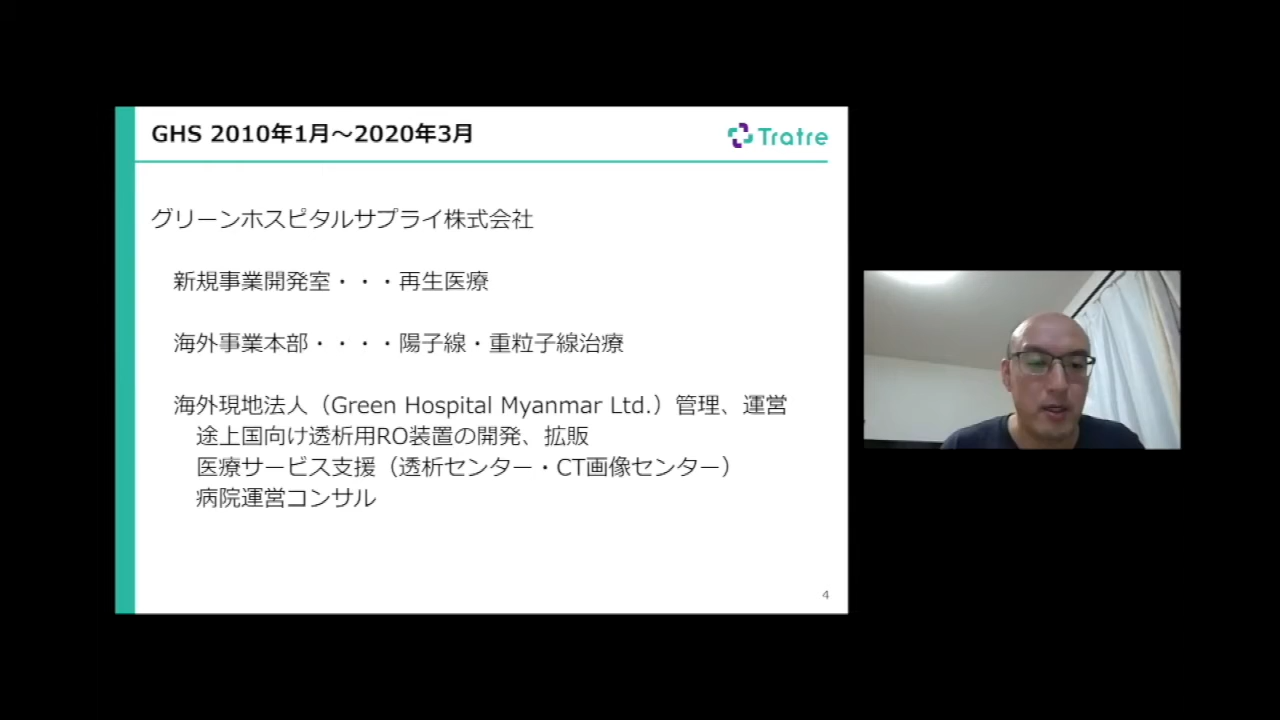 GHS 2010年1月～2020年3月
Tratre
グリーンホスピタルサプライ株式会社
新規事業開発室・・・再生医療
海外事業本部・・・・陽子線・重粒子線治療
海外現地法人（Green Hospital Myanmar Ltd.）管理、運営
途上国向け透析用RO装置の開発、拡販
医療サービス支援（透析センター・CT画像センター）
病院運営コンサル
4